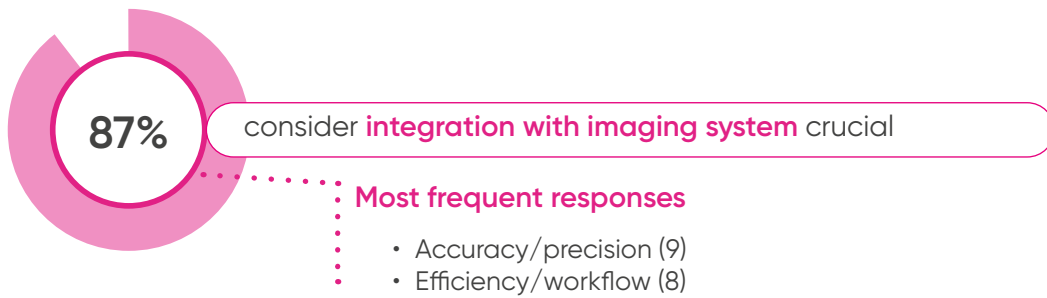 87%
consider integration with imaging system crucial
Most frequent responses
• Accuracy/precision (9)
• Efficiency/workflow (8)